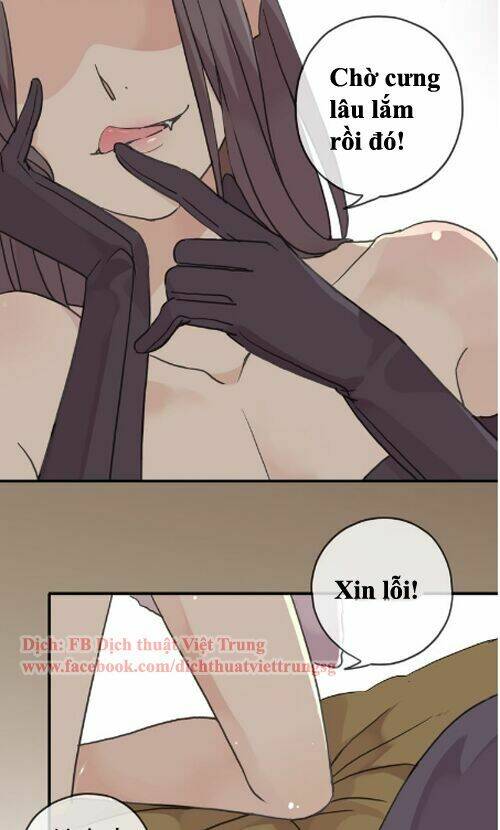 Chờ cưng
lâu lắm
rồi đó!
Xin lỗi!
Dịch: FB Dịch thuật Việt Trung
www.facebook.com/dichthuatviettrungsg